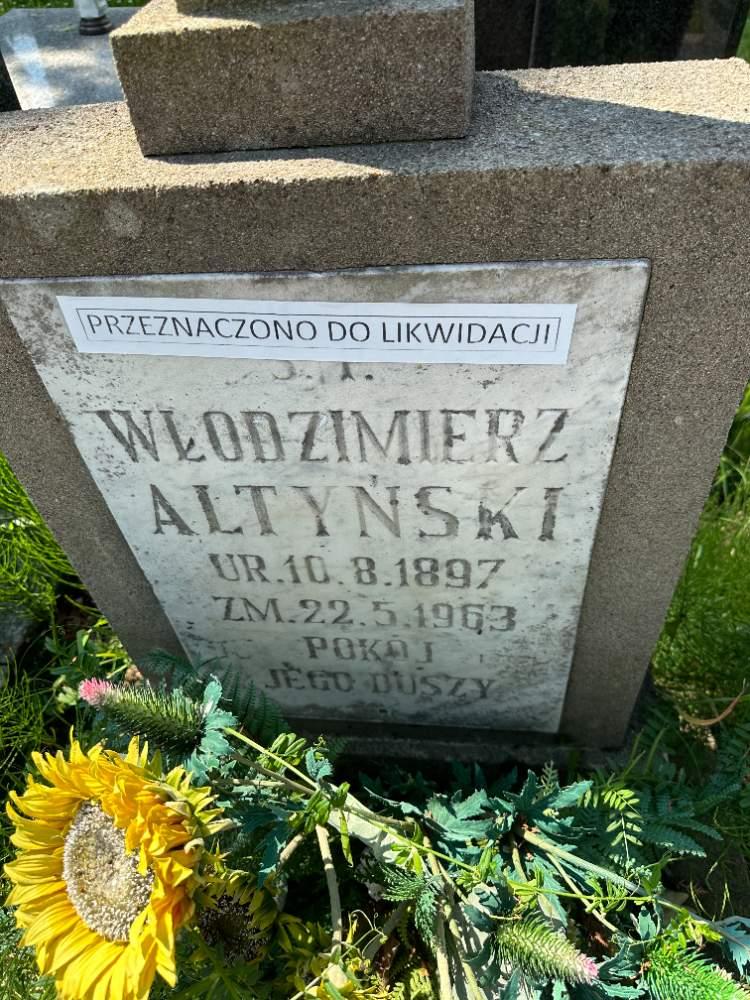 PRZEZNACZONO DO LIKWIDACJI
Ś. P.
WŁODZIMIERZ
ALTYŃSKI
UR. 10. 8. 1897
ZM. 22. 5. 1963
POKÓJ
JEGO DUSZY